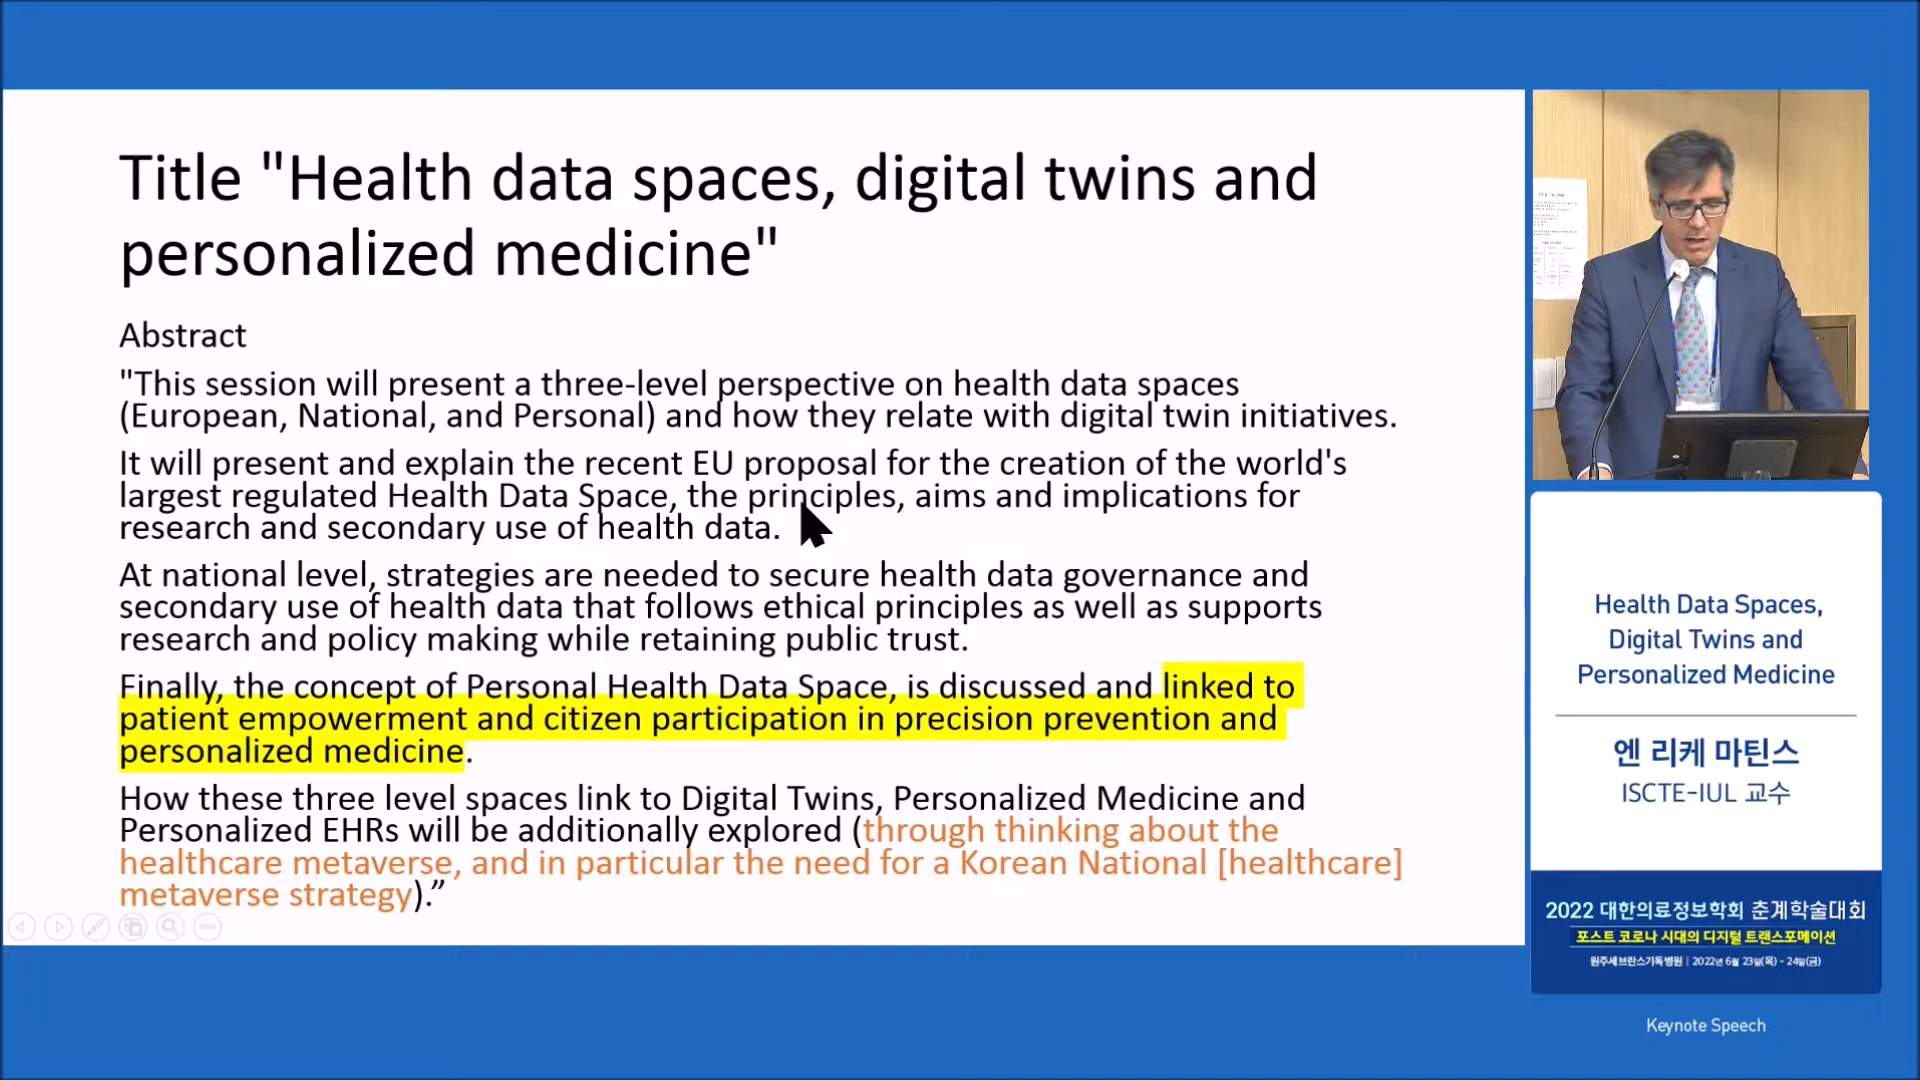 Title "Health data spaces, digital twins and
personalized medicine"
Abstract
"This session will present a three-level perspective on health data spaces
(European, National, and Personal) and how they relate with digital twin initiatives.
It will present and explain the recent EU proposal for the creation of the world's
largest regulated Health Data Space, the principles, aims and implications for
research and secondary use of health data.
At national level, strategies are needed to secure health data governance and
secondary use of health data that follows ethical principles as well as supports
research and policy making while retaining public trust.
Finally, the concept of Personal Health Data Space, is discussed and linked to
patient empowerment and citizen participation in precision prevention and
personalized medicine.
How these three level spaces link to Digital Twins, Personalized Medicine and
Personalized EHRs will be additionally explored (through thinking about the
healthcare metaverse, and in particular the need for a Korean National [healthcare]
metaverse strategy).”
Health Data Spaces,
Digital Twins and
Personalized Medicine
엔 리케 마틴스
ISCTE-IUL 교수
2022 대한의료정보학회 춘계학술대회
포스트 코로나 시대의 디지털 트랜스포메이션
원주세브란스기독병원 | 2022년 6월 23일(목) - 24일(금)
Keynote Speech